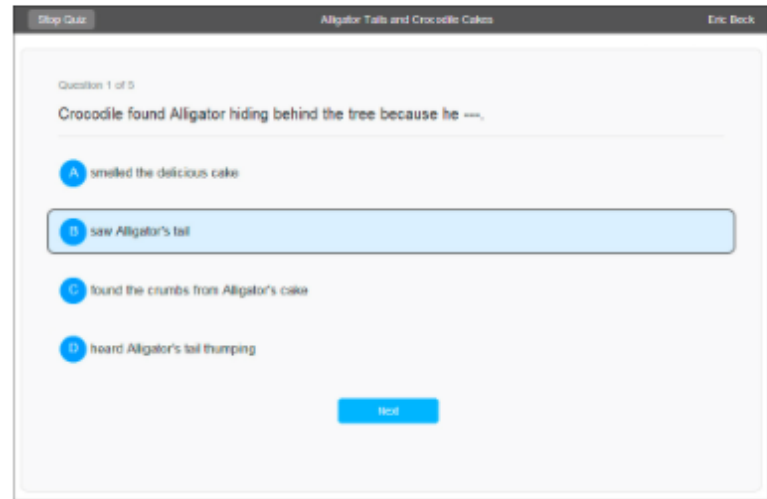 Stop Quiz
Alligator Tails and Crocodile Cakes
Eric Beck
Question 1 of 5
Crocodile found Alligator hiding behind the tree because he ---.
A smelled the delicious cake
B saw Alligator's tail
C found the crumbs from Alligator's cake
D heard Alligator's tail thumping
Next